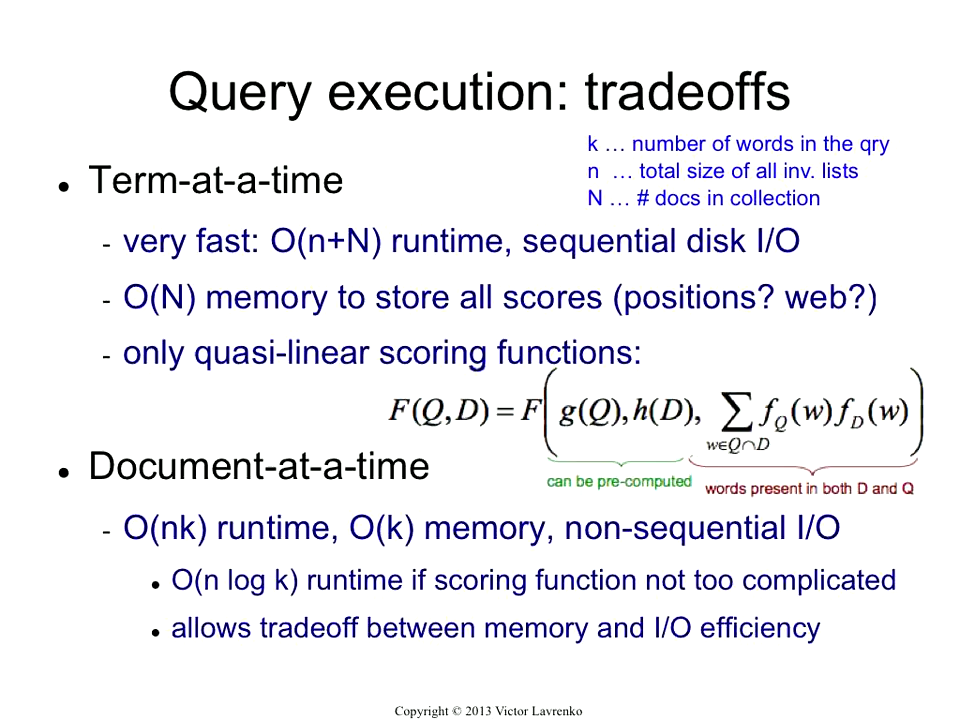 Query execution: tradeoffs
k … number of words in the qry
n … total size of all inv. lists
N … # docs in collection
● Term-at-a-time
- very fast: O(n+N) runtime, sequential disk I/O
- O(N) memory to store all scores (positions? web?)
- only quasi-linear scoring functions:
F(Q,D) = F( g(Q), h(D), ∑_{w∈Q∩D} f_Q(w) f_D(w) )
can be pre-computed
words present in both D and Q
● Document-at-a-time
- O(nk) runtime, O(k) memory, non-sequential I/O
● O(n log k) runtime if scoring function not too complicated
● allows tradeoff between memory and I/O efficiency
Copyright © 2013 Victor Lavrenko